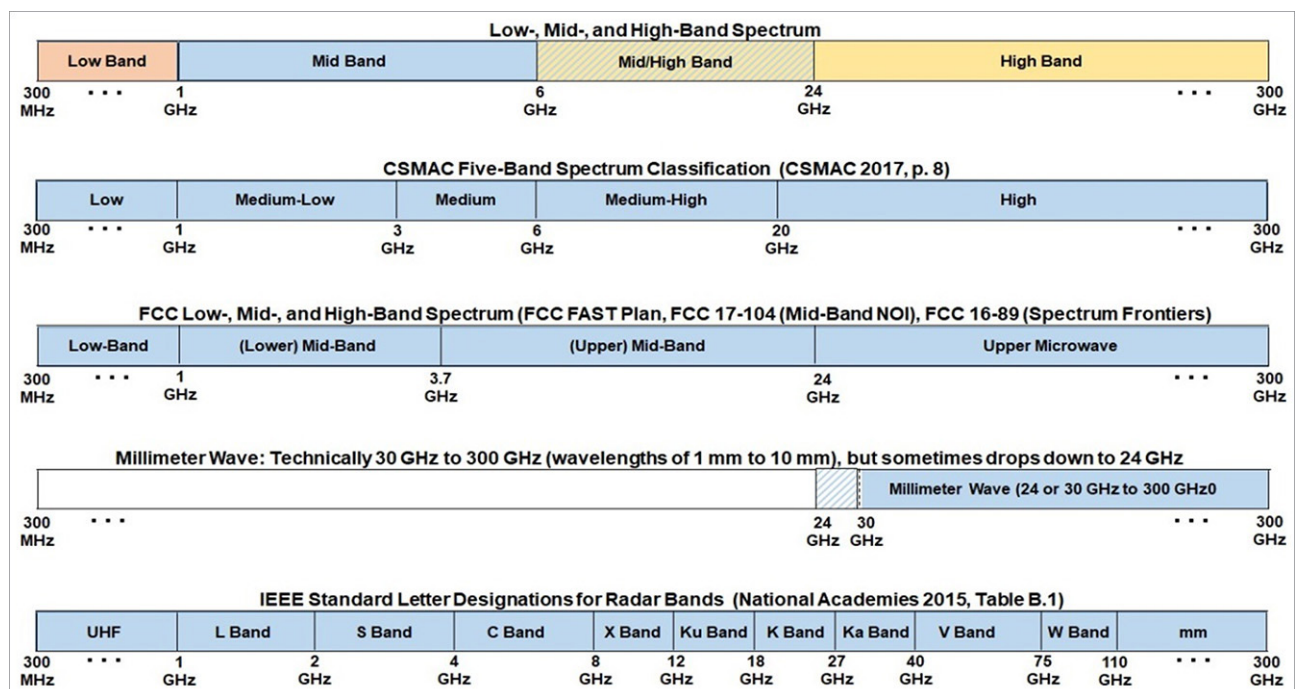 Low-, Mid-, and High-Band Spectrum
Low Band Mid Band Mid/High Band High Band
300 ... 1 6 24 ... 300
MHz GHz GHz GHz GHz
CSMAC Five-Band Spectrum Classification (CSMAC 2017, p. 8)
Low Medium-Low Medium Medium-High High
300 ... 1 3 6 20 ... 300
MHz GHz GHz GHz GHz GHz
FCC Low-, Mid-, and High-Band Spectrum (FCC FAST Plan, FCC 17-104 (Mid-Band NOI), FCC 16-89 (Spectrum Frontiers)
Low-Band (Lower) Mid-Band (Upper) Mid-Band Upper Microwave
300 ... 1 3.7 24 ... 300
MHz GHz GHz GHz GHz
Millimeter Wave: Technically 30 GHz to 300 GHz (wavelengths of 1 mm to 10 mm), but sometimes drops down to 24 GHz
Millimeter Wave (24 or 30 GHz to 300 GHz0
300 ... 24 30 ... 300
MHz GHz GHz GHz
IEEE Standard Letter Designations for Radar Bands (National Academies 2015, Table B.1)
UHF L Band S Band C Band X Band Ku Band K Band Ka Band V Band W Band mm
300 ... 1 2 4 8 12 18 27 40 75 110 ... 300
MHz GHz GHz GHz GHz GHz GHz GHz GHz GHz GHz GHz